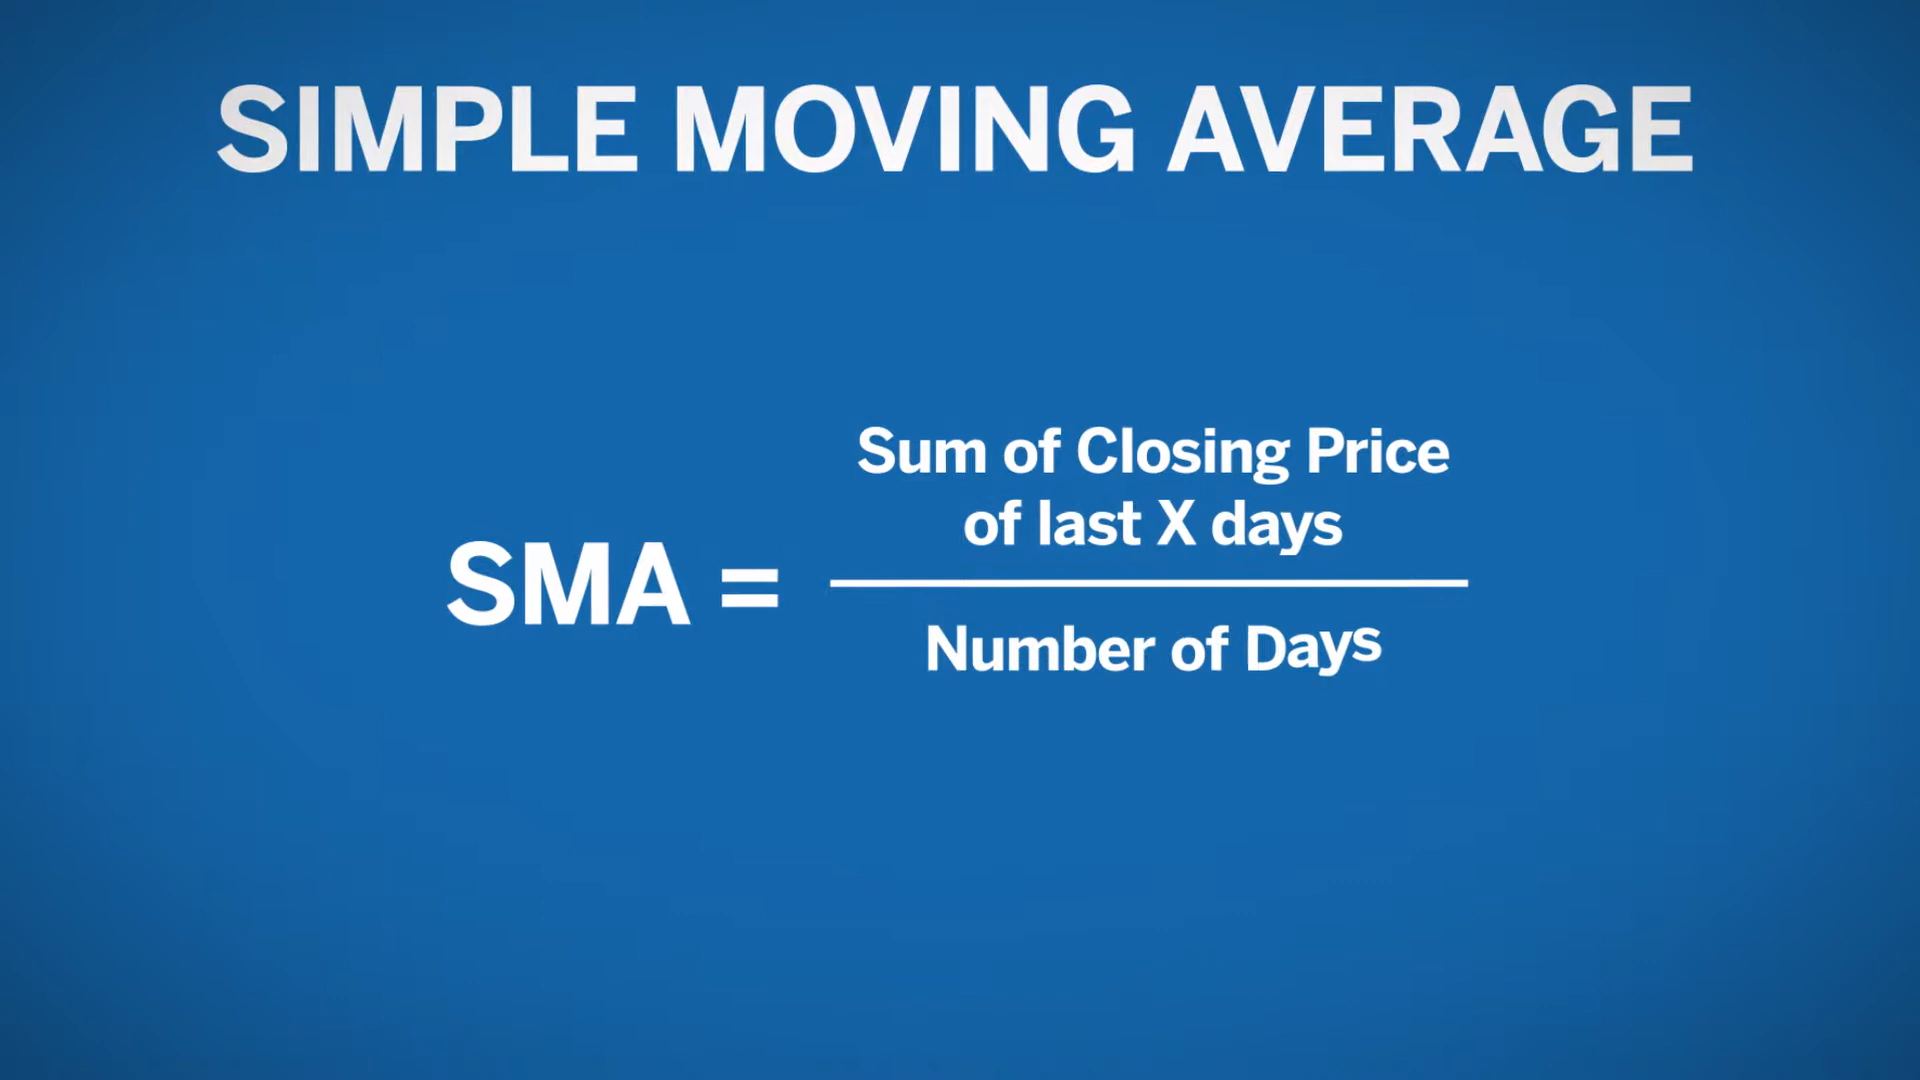 SIMPLE MOVING AVERAGE
Sum of Closing Price
of last X days
SMA =
Number of Days